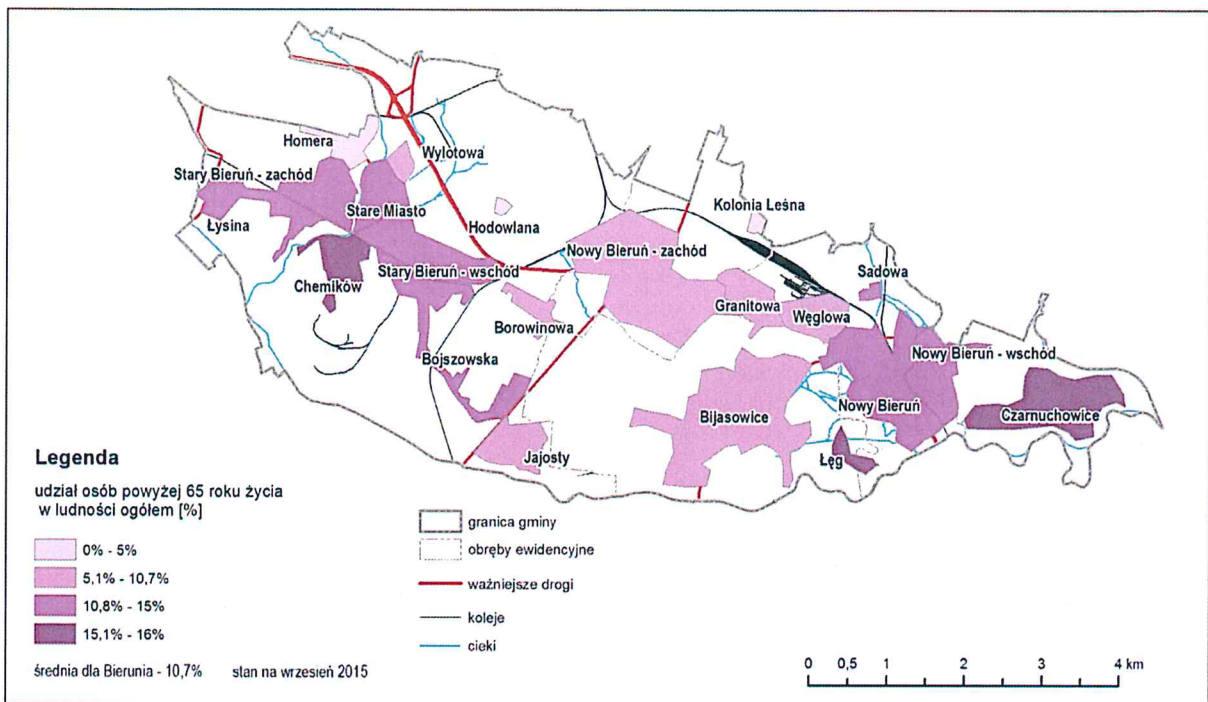 Homera
Wylotowa
Stary Bieruń - zachód
Kolonia Leśna
Łysina
Stare Miasto
Hodowlana
Nowy Bieruń - zachód
Sadowa
Stary Bieruń - wschód
Chemików
Granitowa
Węglowa
Borowinowa
Nowy Bieruń - wschód
Bojszowska
Nowy Bieruń
Bijasowice
Czarnuchowice
Jajosty
Łęg
Legenda
udział osób powyżej 65 roku życia
w ludności ogółem [%]
0% - 5%
5,1% - 10,7%
10,8% - 15%
15,1% - 16%
średnia dla Bierunia - 10,7% stan na wrzesień 2015
granica gminy
obręby ewidencyjne
ważniejsze drogi
koleje
cieki
0 0,5 1 2 3 4 km